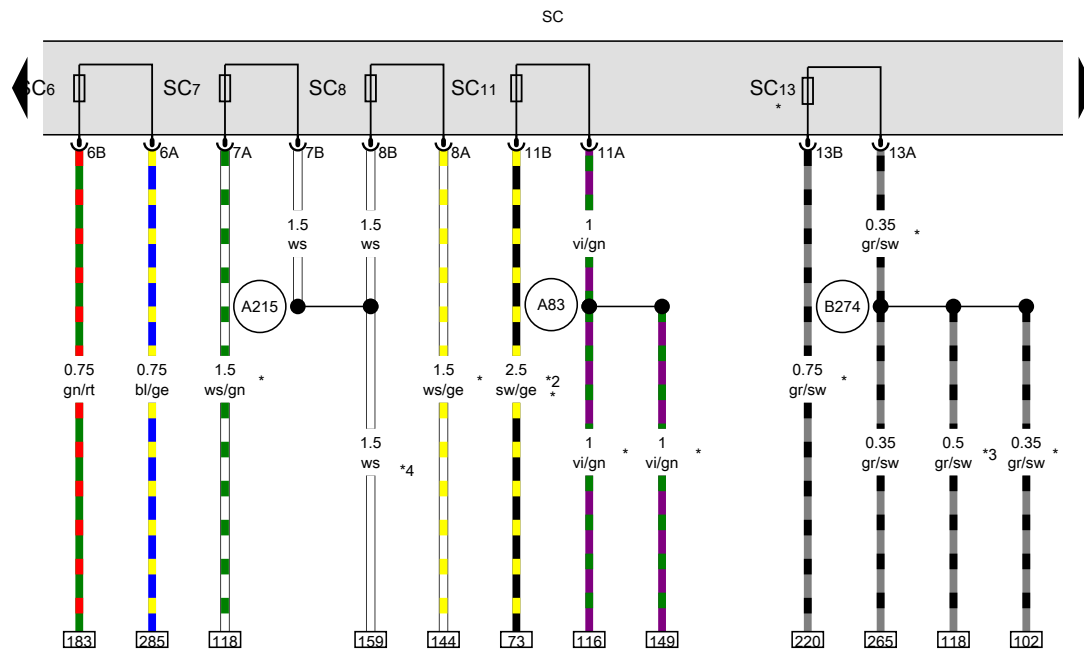 SC
SC6 SC7 SC8 SC11 SC13
*
6B 6A 7A 7B 8B 8A 11B 11A 13B 13A
1.5 1.5 1 0.35
ws ws vi/gn gr/sw *
A215 A83 B274
0.75 0.75 1.5 1.5 2.5 0.75
gn/rt bl/ge ws/gn * ws/ge * sw/ge *2 gr/sw *
*
1.5 1 1 0.35 0.5 0.35
ws *4 vi/gn * vi/gn * gr/sw gr/sw *3 gr/sw *
183 285 118 159 144 73 116 149 220 265 118 102